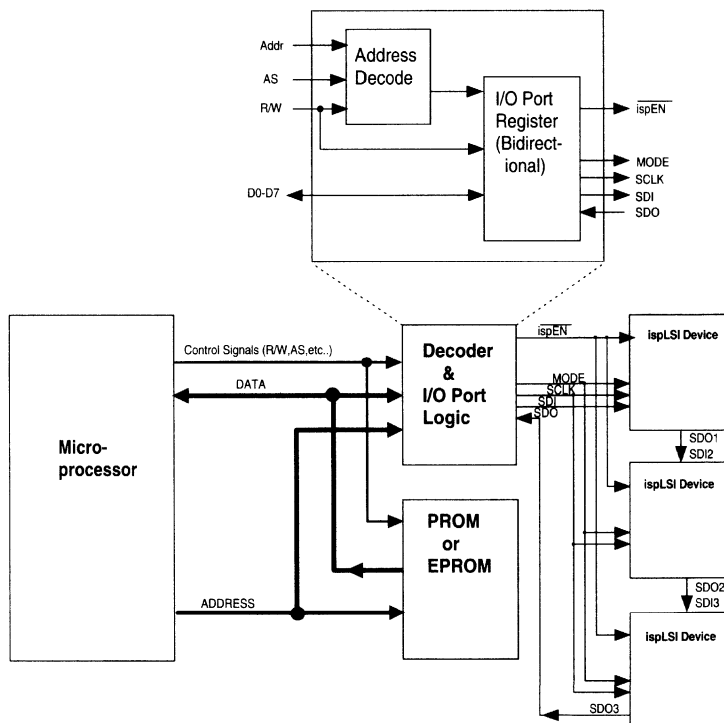 Addr
AS
R/W
D0-D7
Address
Decode
I/O Port
Register
(Bidirect-
ional)
ispEN
MODE
SCLK
SDI
SDO
Micro-
processor
Control Signals (R/W,AS,etc..)
DATA
ADDRESS
Decoder
&
I/O Port
Logic
PROM
or
EPROM
ispEN
MODE
SCLK
SDI
SDO
ispLSI Device
SDO1
SDI2
ispLSI Device
SDO2
SDI3
ispLSI Device
SDO3